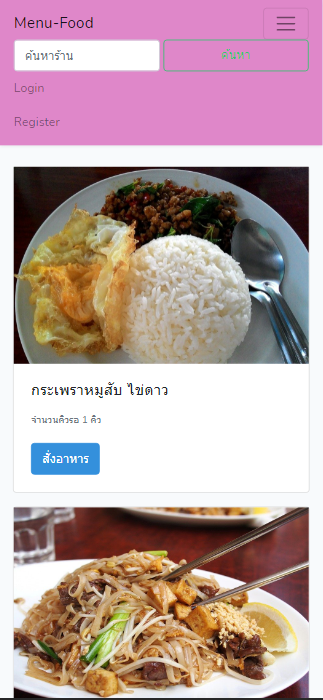 Menu-Food
ค้นหาร้าน
ค้นหา
Login
Register
กระเพราหมูสับ ไข่ดาว
จำนวนคิวรอ 1 คิว
สั่งอาหาร